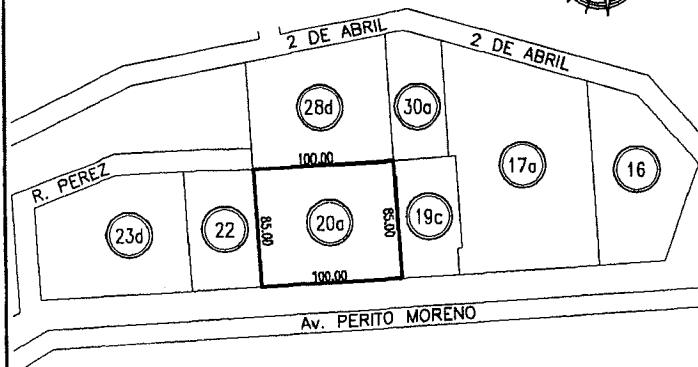 2 DE ABRIL
2 DE ABRIL
28d
30a
17a
16
R. PEREZ
100.00
23d
22
85.00
20a
85.00
19c
100.00
Av. PERITO MORENO